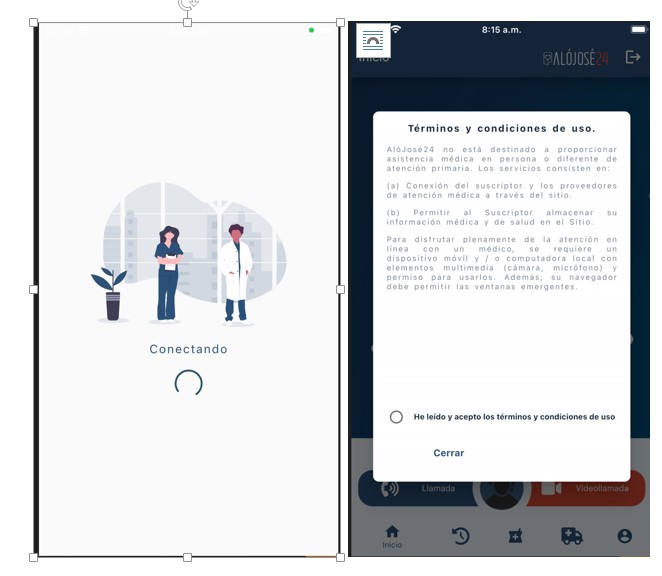 Conectando
8:15 a.m.
Inicio
ALÓJOSÉ24
Términos y condiciones de uso.
AlóJosé24 no está destinado a proporcionar
asistencia médica en persona o diferente de
atención primaria. Los servicios consisten en:
(a) Conexión del suscriptor y los proveedores
de atención médica a través del sitio.
(b) Permitir al Suscriptor almacenar su
información médica y de salud en el Sitio.
Para disfrutar plenamente de la atención en
línea con un médico, se requiere un
dispositivo móvil y / o computadora local con
elementos multimedia (cámara, micrófono) y
permiso para usarlos. Además, su navegador
debe permitir las ventanas emergentes.
He leído y acepto los términos y condiciones de uso
Cerrar
Llamada
Videollamada
Inicio